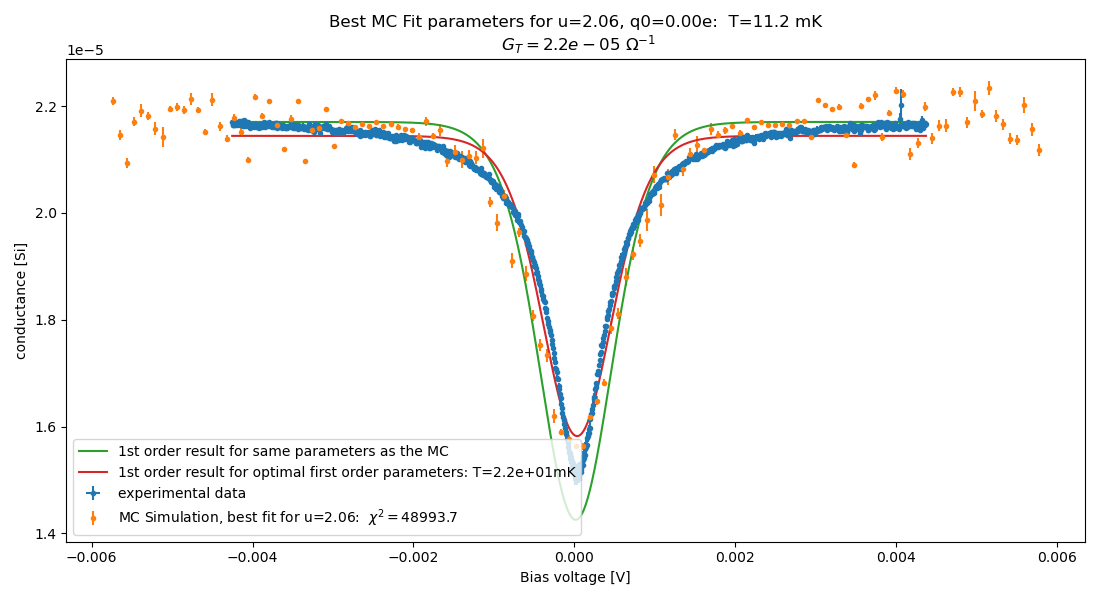 Best MC Fit parameters for u=2.06, q0=0.00e:  T=11.2 mK
G_T = 2.2e − 05 Ω⁻¹
1e−5
2.2
2.0
1.8
1.6
1.4
conductance [Si]
1st order result for same parameters as the MC
1st order result for optimal first order parameters: T=2.2e+01mK
experimental data
MC Simulation, best fit for u=2.06:  χ² = 48993.7
−0.006 −0.004 −0.002 0.000 0.002 0.004 0.006
Bias voltage [V]